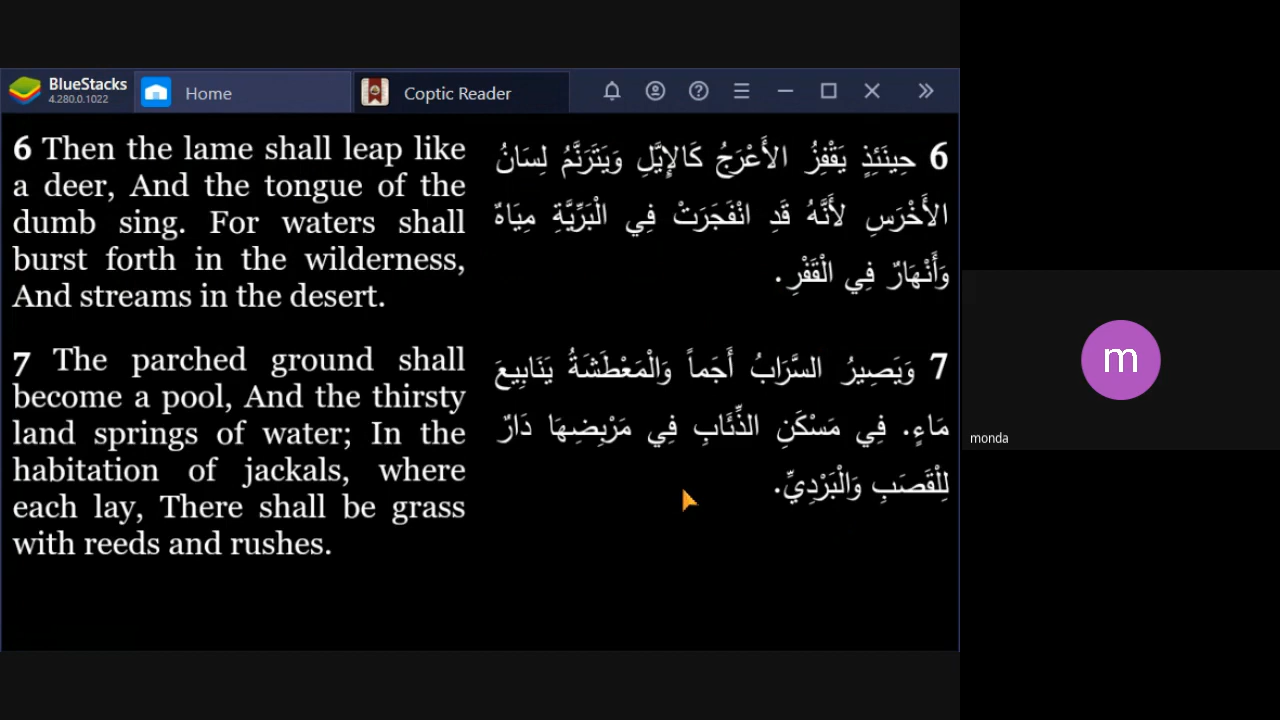 BlueStacks
4.280.0.1022
Home
Coptic Reader
6 Then the lame shall leap like
a deer, And the tongue of the
dumb sing. For waters shall
burst forth in the wilderness,
And streams in the desert.
7 The parched ground shall
become a pool, And the thirsty
land springs of water; In the
habitation of jackals, where
each lay, There shall be grass
with reeds and rushes.
6 حِينَئِذٍ يَقْفِزُ الأَعْرَجُ كَالإِيَّلِ وَيَتَرَنَّمُ لِسَانُ
الأَخْرَسِ لأَنَّهُ قَدِ انْفَجَرَتْ فِي الْبَرِّيَّةِ مِيَاهٌ
وَأَنْهَارٌ فِي الْقَفْرِ.
7 وَيَصِيرُ السَّرَابُ أَجَماً وَالْمَعْطَشَةُ يَنَابِيعَ
مَاءٍ. فِي مَسْكَنِ الذِّئَابِ فِي مَرْبِضِهَا دَارٌ
لِلْقَصَبِ وَالْبَرْدِيِّ.
m
monda